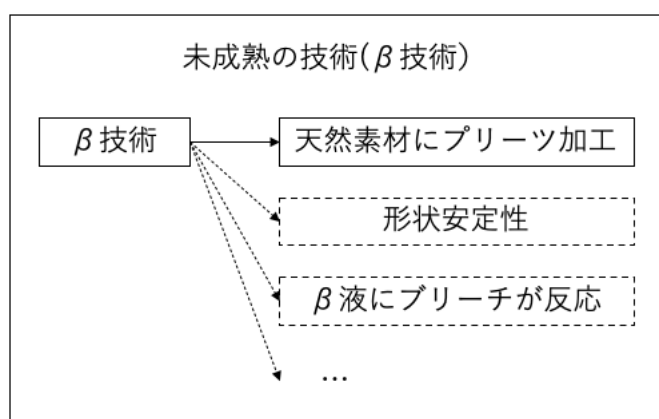 未成熟の技術(β技術)
β技術
天然素材にプリーツ加工
形状安定性
β液にブリーチが反応
…